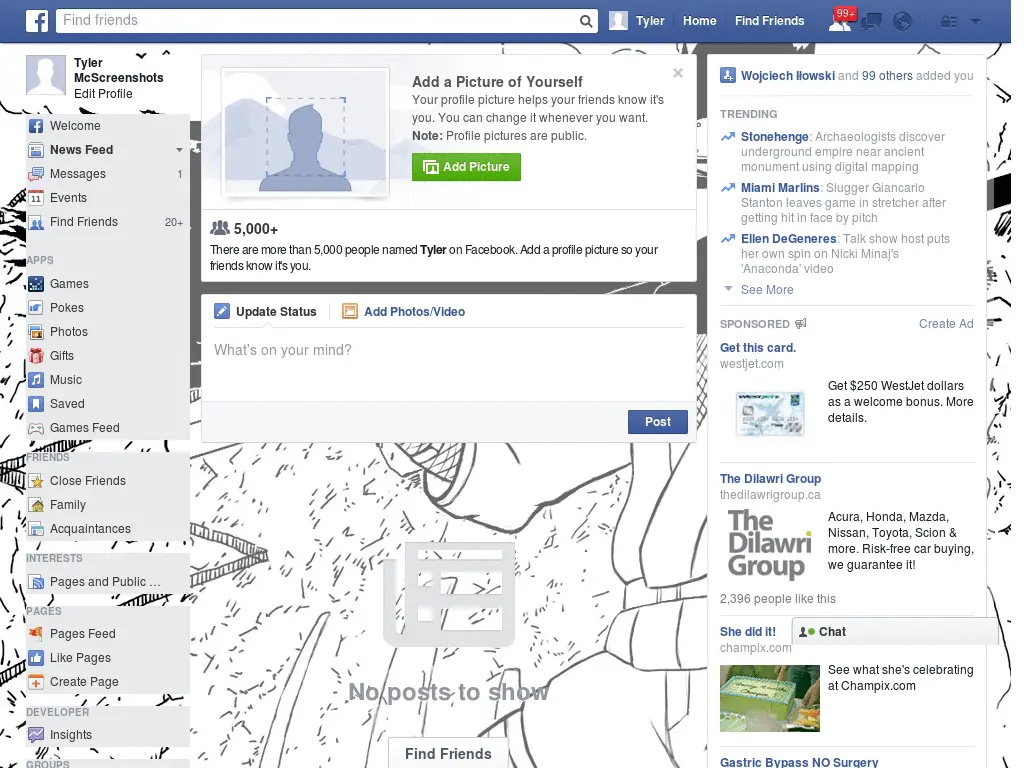 Find friends
Tyler
Home
Find Friends
99+
Tyler
McScreenshots
Edit Profile
Welcome
News Feed
Messages
1
11
Events
Find Friends
20+
APPS
Games
Pokes
Photos
Gifts
Music
Saved
Games Feed
FRIENDS
Close Friends
Family
Acquaintances
INTERESTS
Pages and Public ...
PAGES
Pages Feed
Like Pages
Create Page
DEVELOPER
Insights
GROUPS
Add a Picture of Yourself
Your profile picture helps your friends know it's
you. You can change it whenever you want.
Note: Profile pictures are public.
Add Picture
5,000+
There are more than 5,000 people named Tyler on Facebook. Add a profile picture so your
friends know it's you.
Update Status
Add Photos/Video
What's on your mind?
Post
No posts to show
Find Friends
Wojciech Iłowski and 99 others added you
TRENDING
Stonehenge: Archaeologists discover
underground empire near ancient
monument using digital mapping
Miami Marlins: Slugger Giancarlo
Stanton leaves game in stretcher after
getting hit in face by pitch
Ellen DeGeneres: Talk show host puts
her own spin on Nicki Minaj's
'Anaconda' video
See More
SPONSORED
Create Ad
Get this card.
westjet.com
WESTJET
Get $250 WestJet dollars
as a welcome bonus. More
details.
The Dilawri Group
thedilawrigroup.ca
The
Dilawri
Group
Acura, Honda, Mazda,
Nissan, Toyota, Scion &
more. Risk-free car buying,
we guarantee it!
2,396 people like this
She did it!
champix.com
Chat
See what she's celebrating
at Champix.com
Gastric Bypass NO Surgery